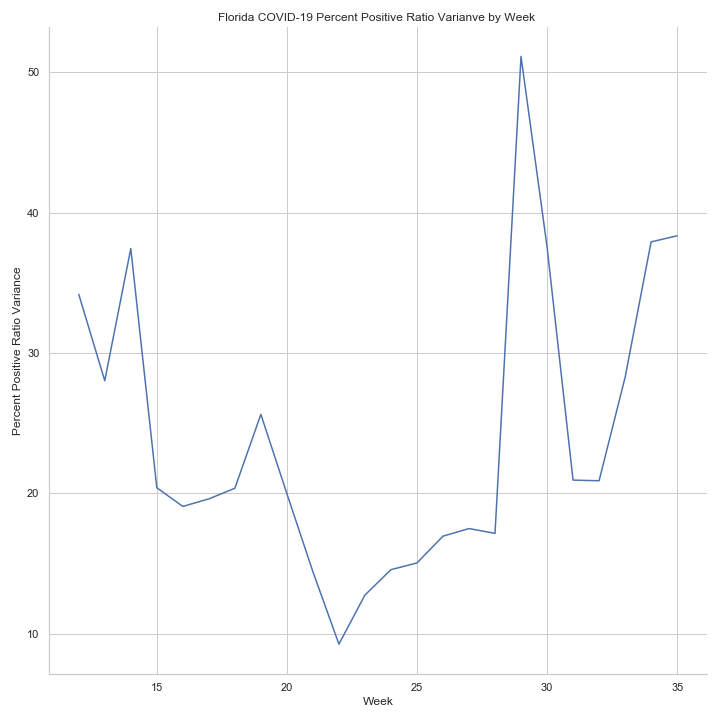 Florida COVID-19 Percent Positive Ratio Varianve by Week
50
40
30
20
10
Percent Positive Ratio Variance
15 20 25 30 35
Week